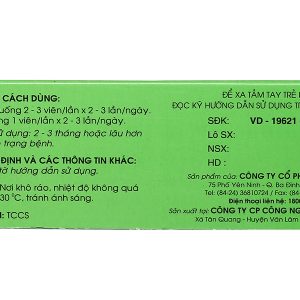 CÁCH DÙNG:
uống 2 - 3 viên/lần x 2 - 3 lần/ngày.
ng 1 viên/lần x 2 - 3 lần/ngày.
ử dụng: 2 - 3 tháng hoặc lâu hơn
trạng bệnh.
ĐỊNH VÀ CÁC THÔNG TIN KHÁC:
tờ hướng dẫn sử dụng.
Nơi khô ráo, nhiệt độ không quá
30 °C, tránh ánh sáng.
: TCCS
ĐỂ XA TẦM TAY TRẺ
ĐỌC KỸ HƯỚNG DẪN SỬ DỤNG T
SĐK: VD - 19621
Lô SX:
NSX:
HD :
Sản phẩm của: CÔNG TY CỔ PH
75 Phố Yên Ninh - Q. Ba Đình
Tel: (84-24) 36810724 / Fax:
Điện thoại liên hệ: 1800
Sản xuất tại: CÔNG TY CP CÔNG NG
Xã Tân Quang - Huyện Văn Lâm